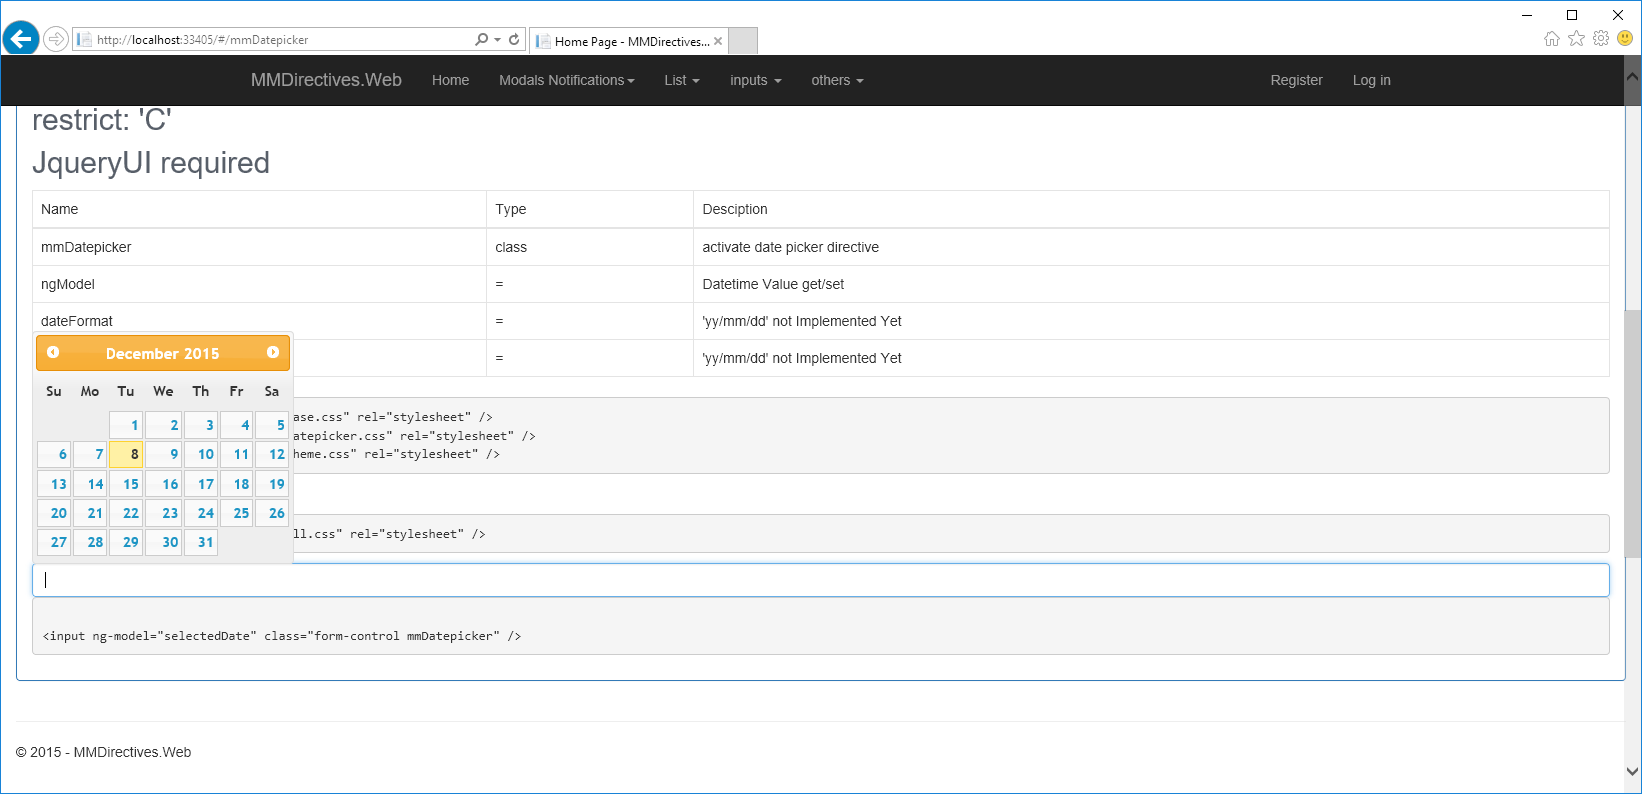 http://localhost:33405/#/mmDatepicker
Home Page - MMDirectives...
MMDirectives.Web Home Modals Notifications List inputs others Register Log in
restrict: 'C'
JqueryUI required
Name Type Desciption
mmDatepicker class activate date picker directive
ngModel = Datetime Value get/set
dateFormat = 'yy/mm/dd' not Implemented Yet
= 'yy/mm/dd' not Implemented Yet
December 2015
Su Mo Tu We Th Fr Sa
1 2 3 4 5
6 7 8 9 10 11 12
13 14 15 16 17 18 19
20 21 22 23 24 25 26
27 28 29 30 31
ase.css" rel="stylesheet" />
atepicker.css" rel="stylesheet" />
heme.css" rel="stylesheet" />
ll.css" rel="stylesheet" />
<input ng-model="selectedDate" class="form-control mmDatepicker" />
© 2015 - MMDirectives.Web